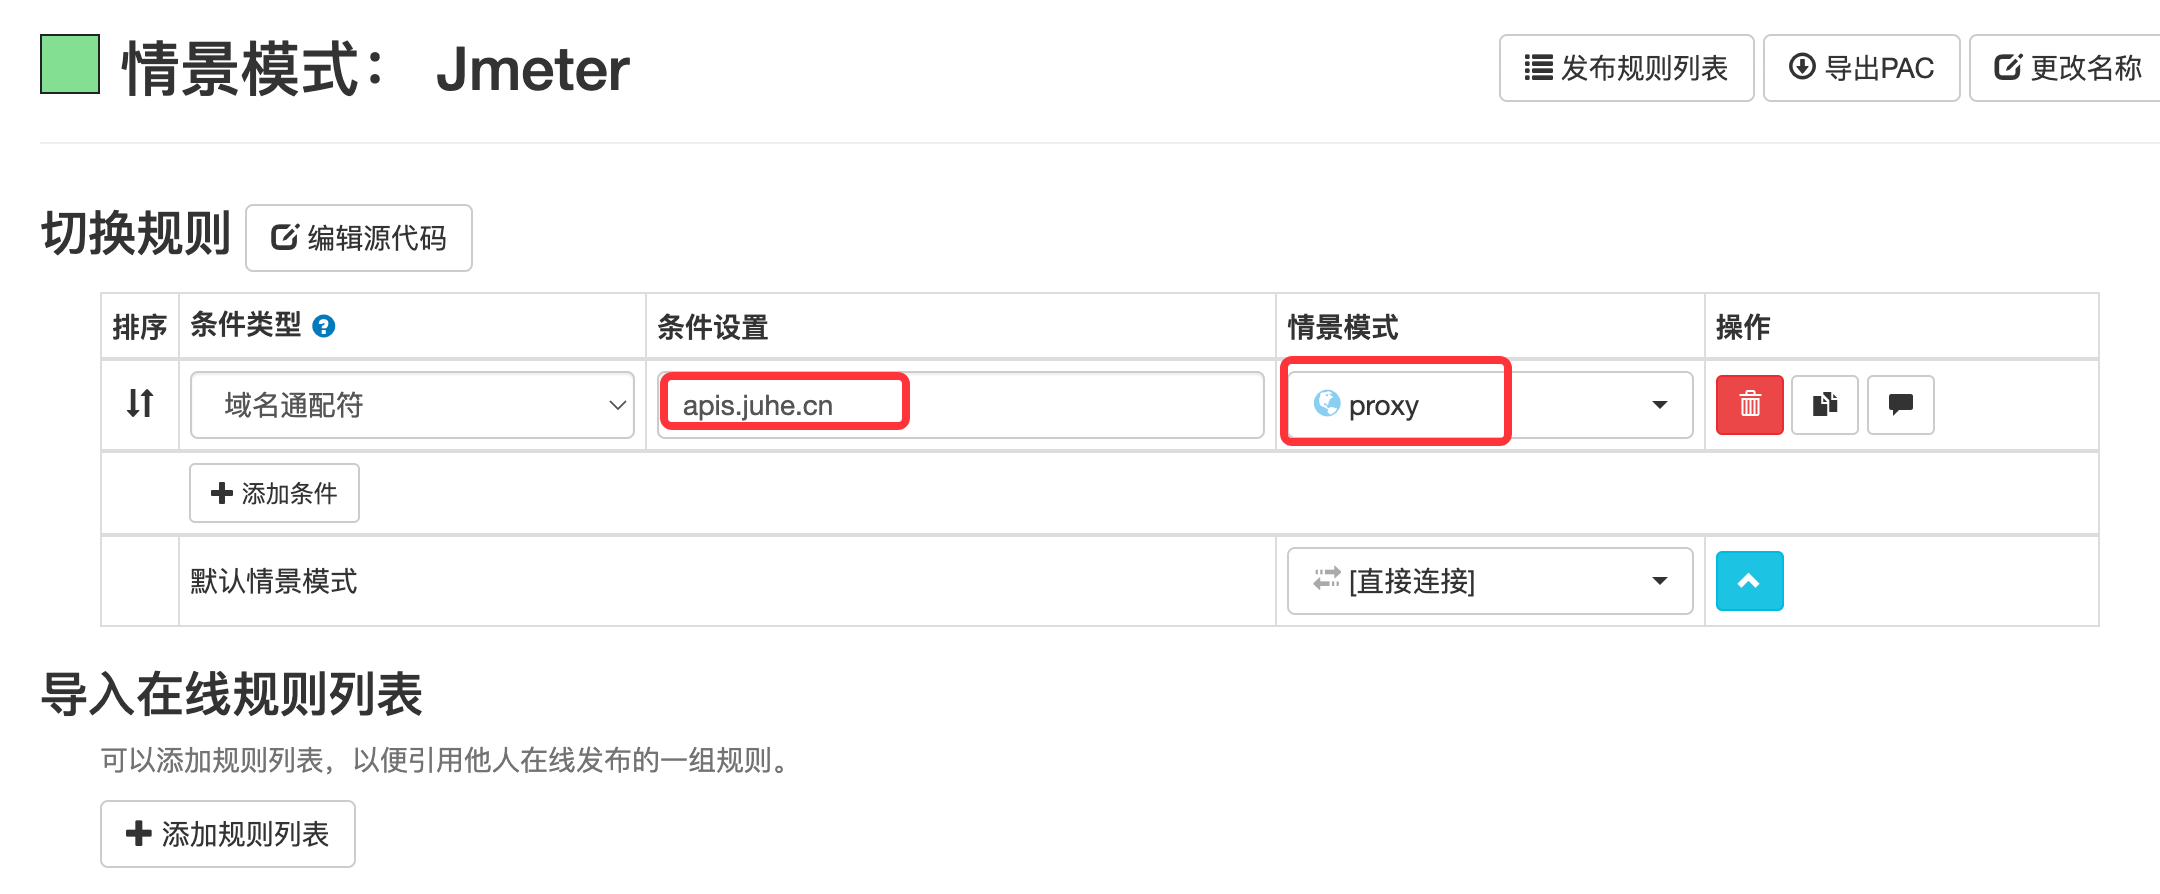 情景模式： Jmeter
发布规则列表
导出PAC
更改名称
切换规则
编辑源代码
排序 条件类型 ? 条件设置 情景模式 操作
域名通配符 apis.juhe.cn proxy
添加条件
默认情景模式 [直接连接]
导入在线规则列表
可以添加规则列表，以便引用他人在线发布的一组规则。
添加规则列表